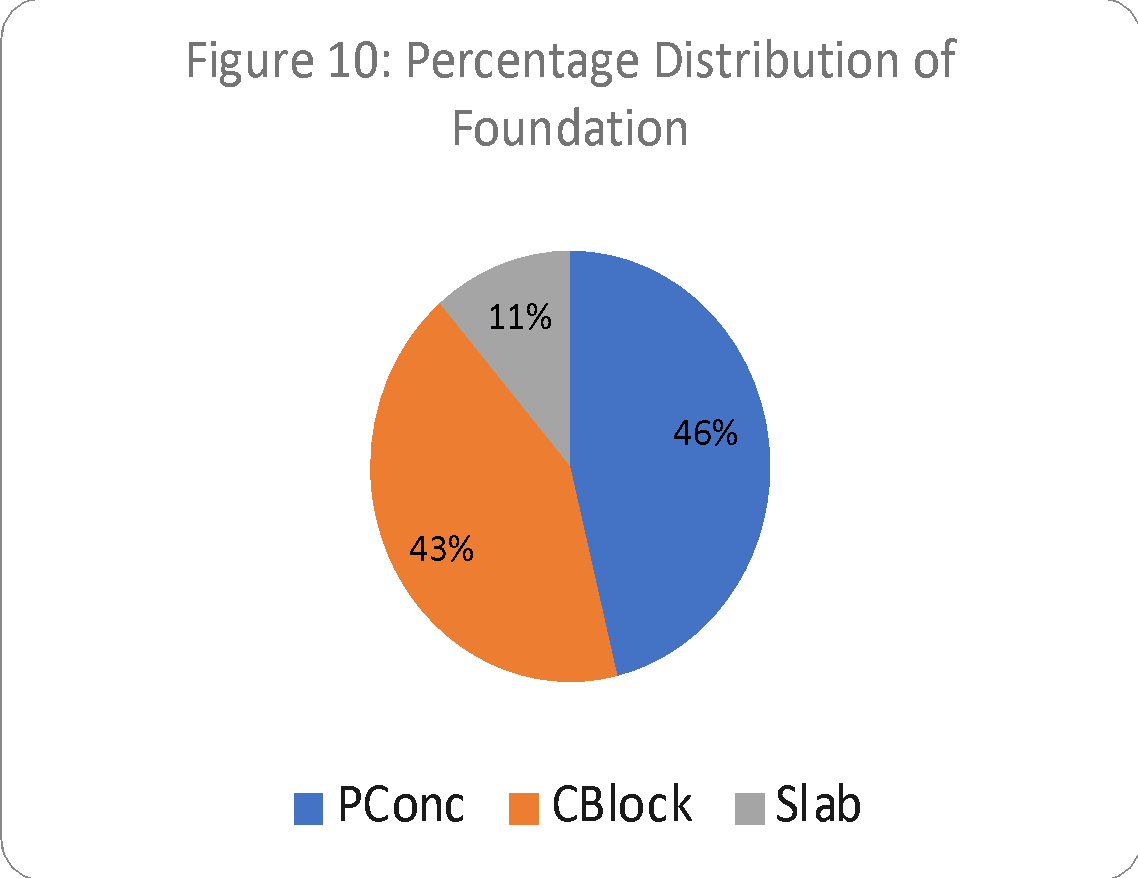 Figure 10: Percentage Distribution of
Foundation
11%
46%
43%
PConc CBlock Slab